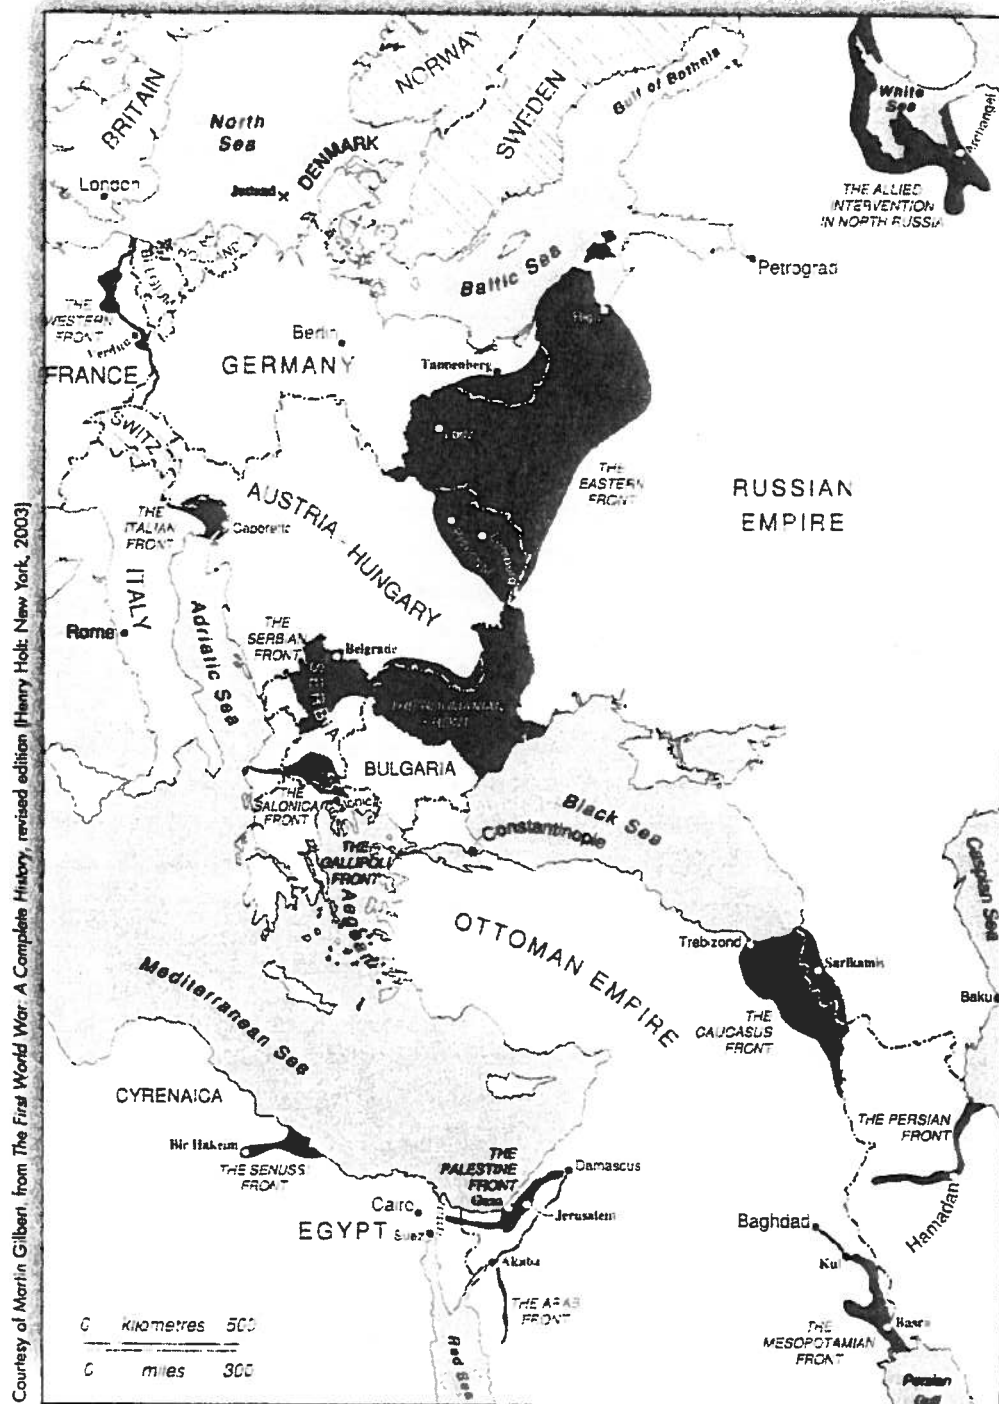 Courtesy of Martin Gilbert, from The First World War: A Complete History, revised edition (Henry Holt: New York, 2003)
BRITAIN
North
Sea
NORWAY
SWEDEN
Gulf of Bothnia
White
Sea
Archangel
THE ALLIED
INTERVENTION
IN NORTH RUSSIA
London
Jutland
DENMARK
HOLLAND
Baltic Sea
Petrograd
THE
WESTERN
FRONT
Verdun
FRANCE
Berlin
GERMANY
Tannenberg
Riga
SWITZ
Lodz
THE
EASTERN
FRONT
RUSSIAN
EMPIRE
THE
ITALIAN
FRONT
Caporetto
AUSTRIA-HUNGARY
ITALY
Rome
Adriatic Sea
THE
SERBIAN
FRONT
Belgrade
SERBIA
THE ROUMANIAN
FRONT
BULGARIA
THE
SALONICA
FRONT
Black Sea
Constantinople
THE
GALLIPOLI
FRONT
Aegean
Caspian Sea
OTTOMAN EMPIRE
Trebizond
Sarikamis
Baku
THE
CAUCASUS
FRONT
Mediterranean Sea
CYRENAICA
THE PERSIAN
FRONT
Bir Hakeim
THE SENUSSI
FRONT
THE
PALESTINE
FRONT
Gaza
Damascus
Jerusalem
Cairo
EGYPT
Suez
Akaba
THE ARAB
FRONT
Baghdad
Kut
Hamadan
Basra
THE
MESOPOTAMIAN
FRONT
Red Sea
Persian
Gulf
0 kilometres 500
0 miles 300